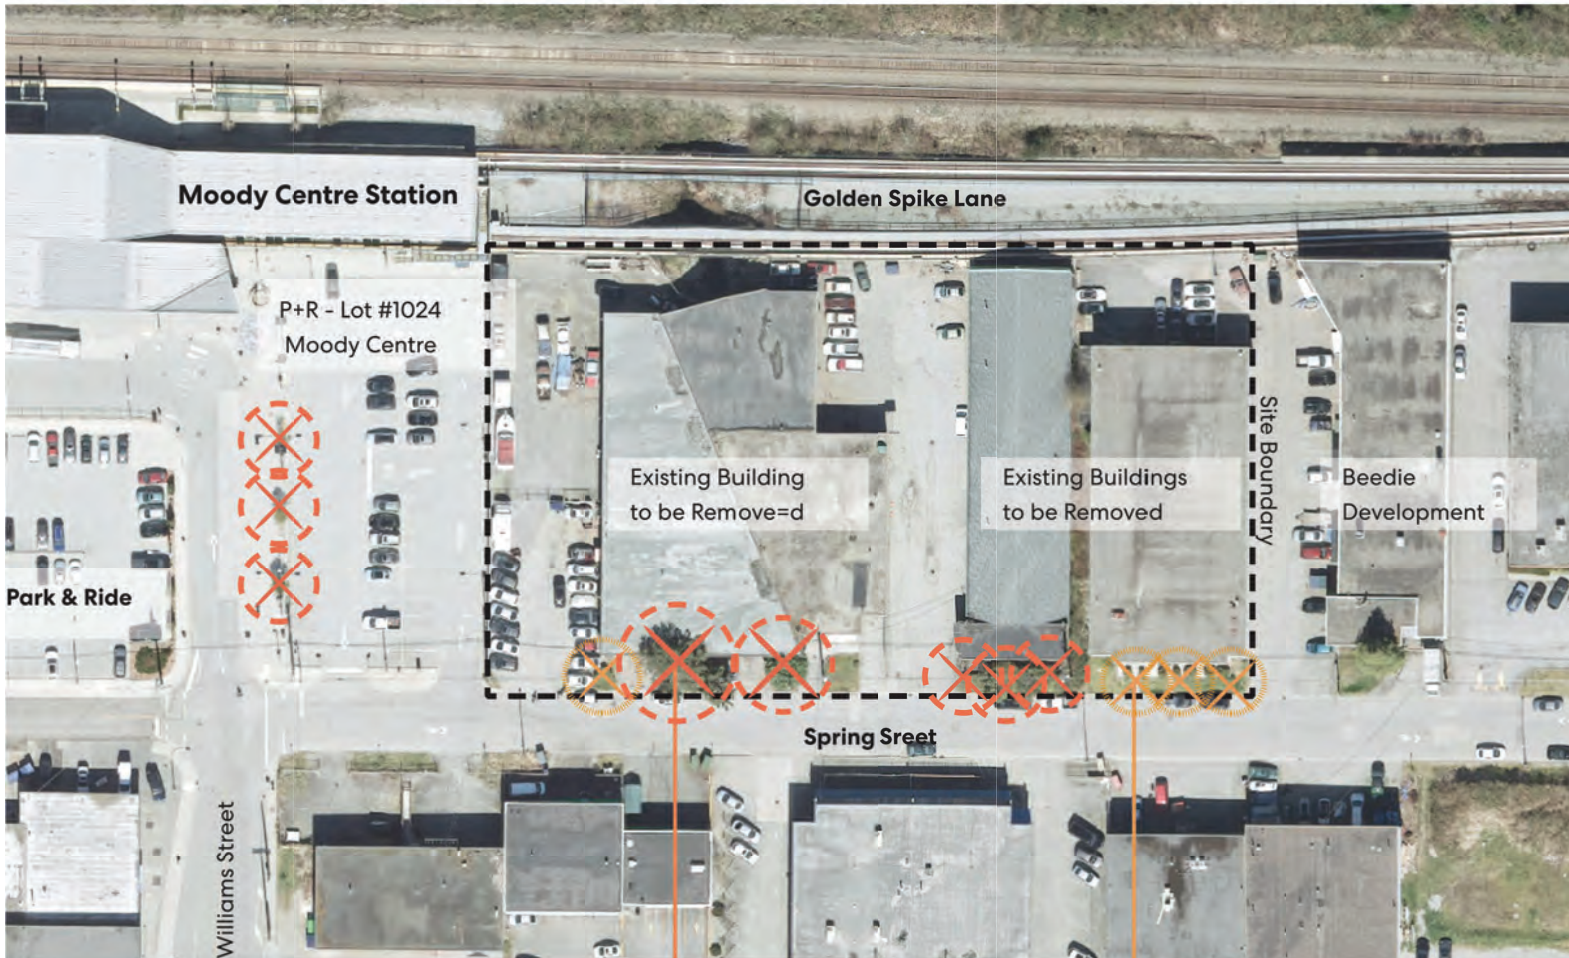 Moody Centre Station
Golden Spike Lane
P+R - Lot #1024
Moody Centre
Site Boundary
Existing Building
to be Remove=d
Existing Buildings
to be Removed
Beedie
Development
Park & Ride
Spring Sreet
Williams Street